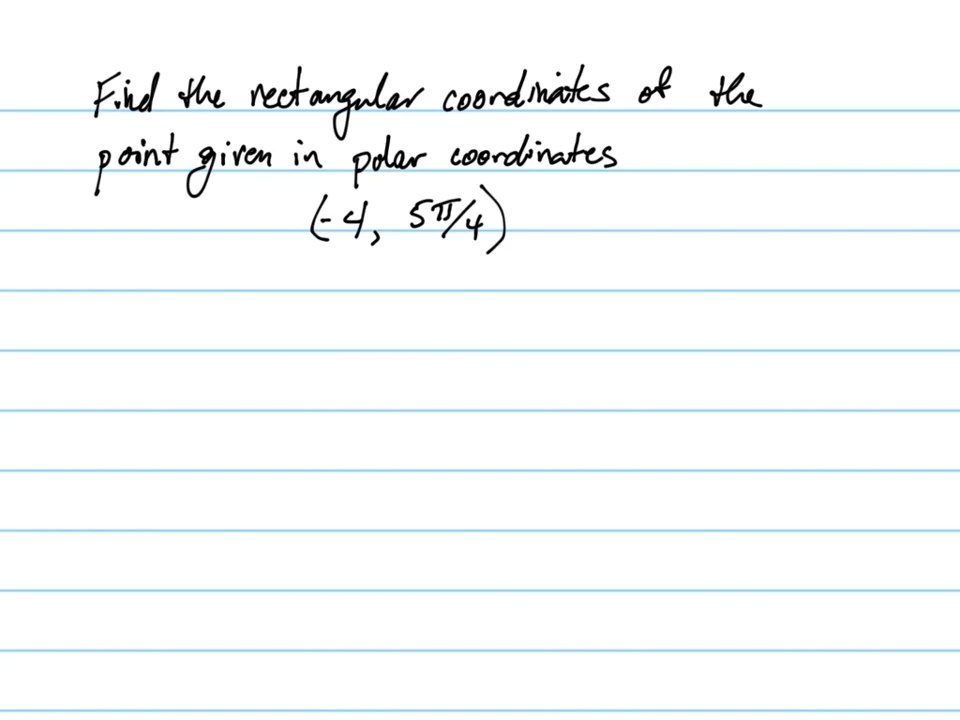 Find the rectangular coordinates of the
point given in polar coordinates
(-4, 5π/4)